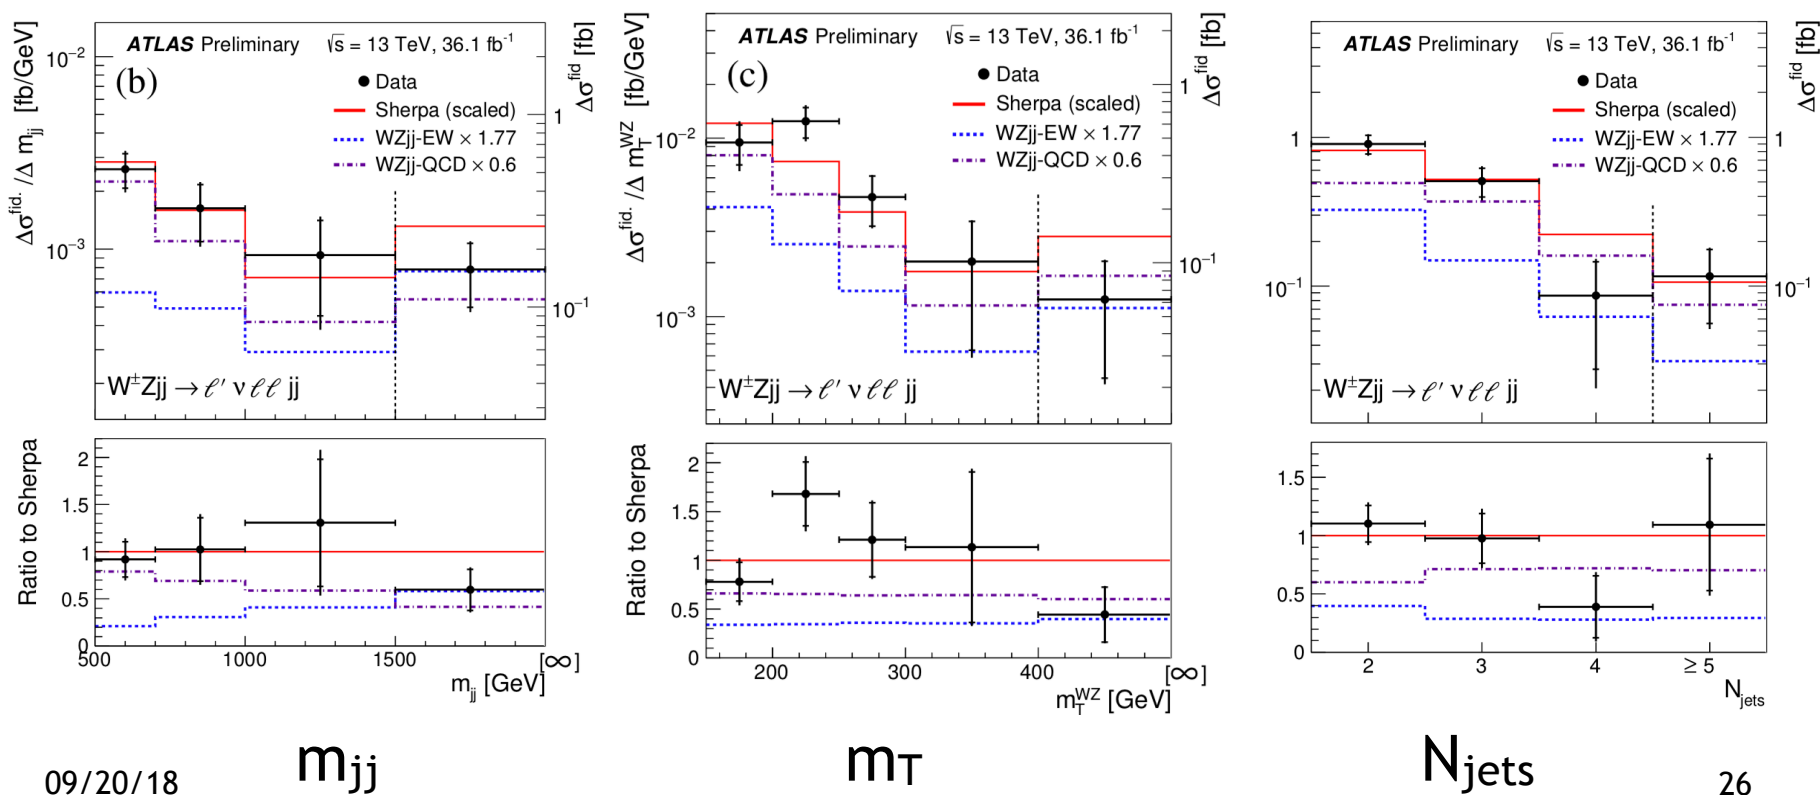 ATLAS Preliminary √s = 13 TeV, 36.1 fb⁻¹
(b)
Data
Sherpa (scaled)
WZjj-EW × 1.77
WZjj-QCD × 0.6
Δσ^fid. /Δ m_jj [fb/GeV]
Δσ^fid [fb]
10⁻²
10⁻³
1
10⁻¹
W±Zjj → ℓ′ ν ℓℓ jj
Ratio to Sherpa
2
1.5
1
0.5
0
500 1000 1500 [∞]
m_jj [GeV]
ATLAS Preliminary √s = 13 TeV, 36.1 fb⁻¹
(c)
Data
Sherpa (scaled)
WZjj-EW × 1.77
WZjj-QCD × 0.6
Δσ^fid. /Δ m_T^WZ [fb/GeV]
Δσ^fid [fb]
10⁻²
10⁻³
1
10⁻¹
W±Zjj → ℓ′ ν ℓℓ jj
Ratio to Sherpa
2
1.5
1
0.5
0
200 300 400 [∞]
m_T^WZ [GeV]
ATLAS Preliminary √s = 13 TeV, 36.1 fb⁻¹
Data
Sherpa (scaled)
WZjj-EW × 1.77
WZjj-QCD × 0.6
Δσ^fid [fb]
1
10⁻¹
1
10⁻¹
W±Zjj → ℓ′ ν ℓℓ jj
1.5
1
0.5
0
2 3 4 ≥ 5
N_jets
m_jj
m_T
N_jets
09/20/18
26